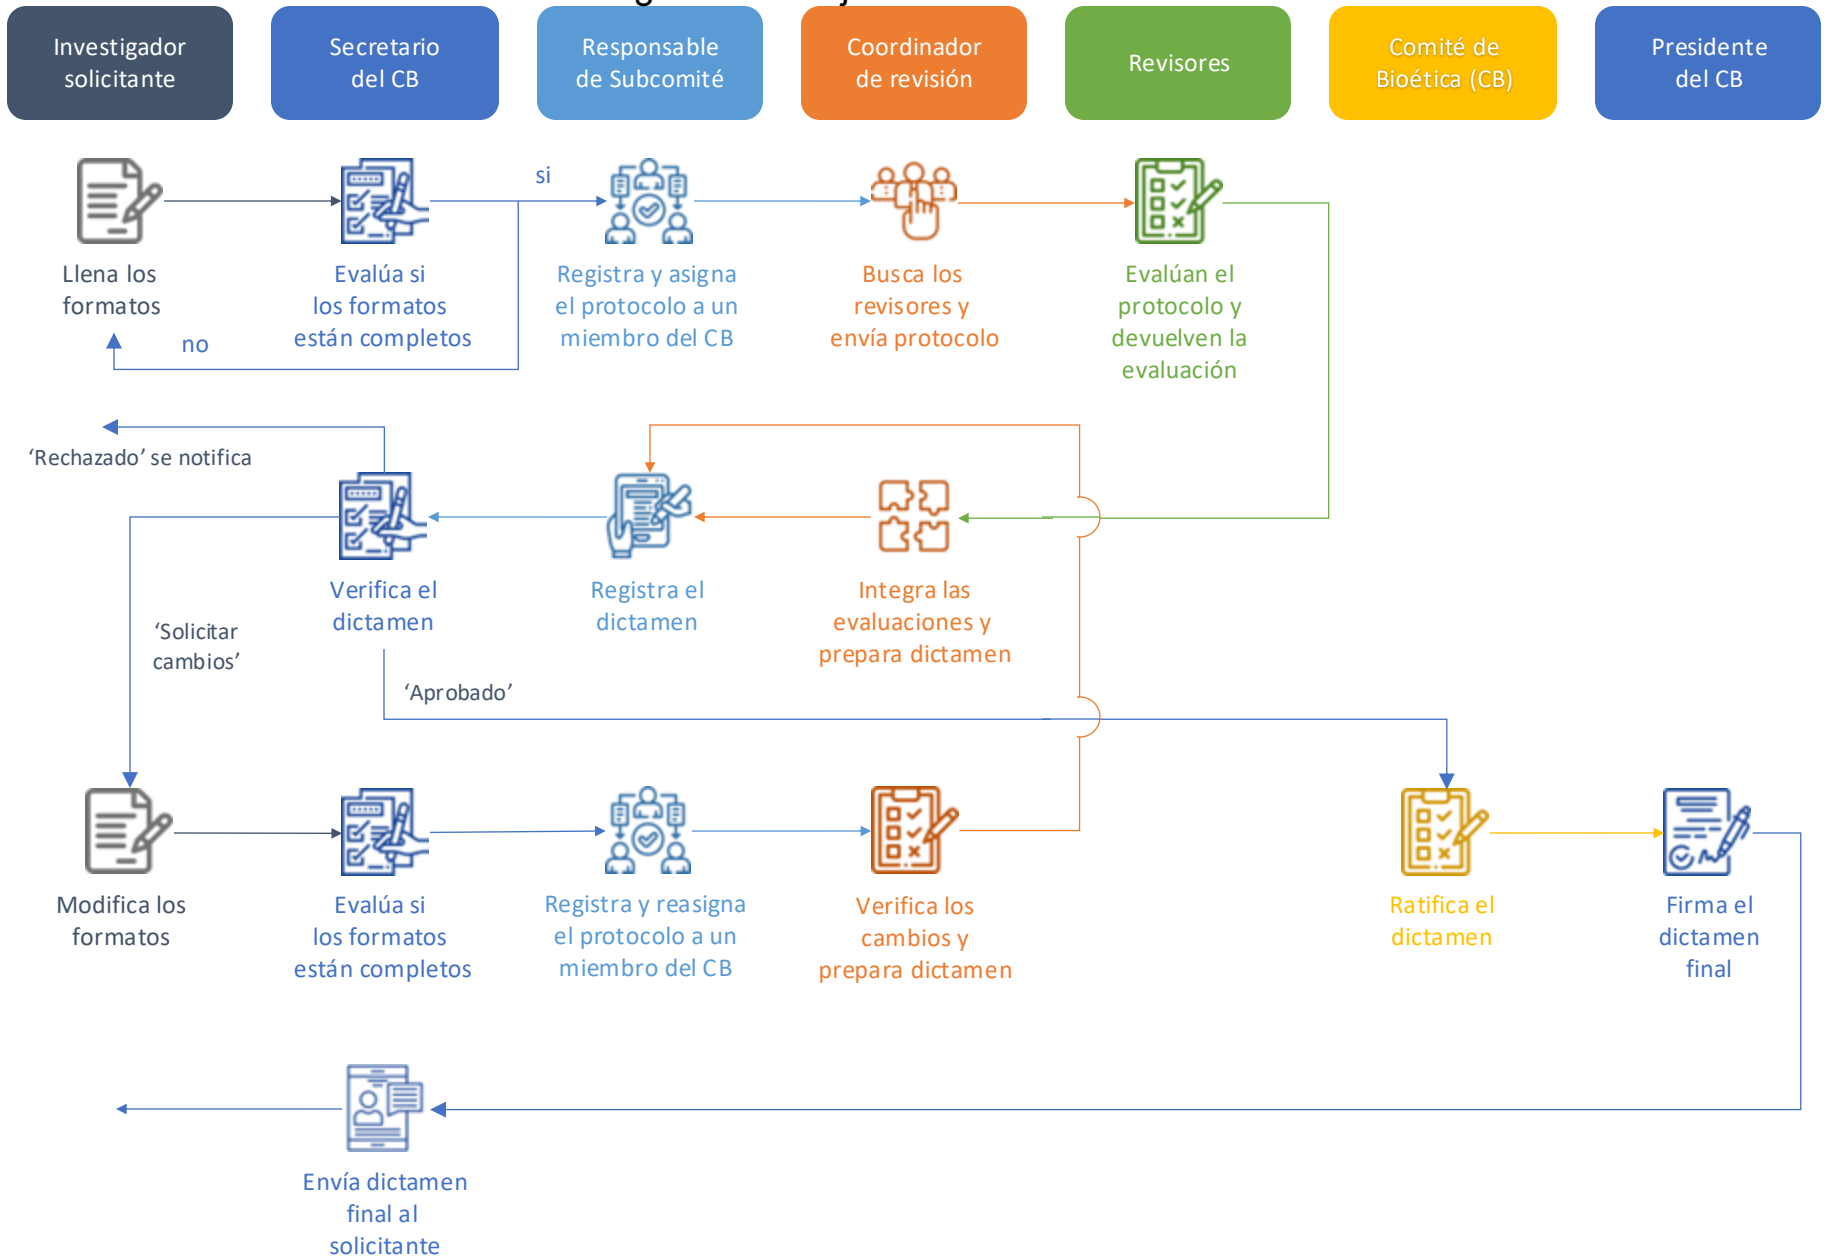 Investigador
solicitante
Secretario
del CB
Responsable
de Subcomité
Coordinador
de revisión
Revisores
Comité de
Bioética (CB)
Presidente
del CB
si
Llena los
formatos
Evalúa si
los formatos
están completos
Registra y asigna
el protocolo a un
miembro del CB
Busca los
revisores y
envía protocolo
Evalúan el
protocolo y
devuelven la
evaluación
no
‘Rechazado’ se notifica
Verifica el
dictamen
Registra el
dictamen
Integra las
evaluaciones y
prepara dictamen
‘Solicitar
cambios’
‘Aprobado’
Modifica los
formatos
Evalúa si
los formatos
están completos
Registra y reasigna
el protocolo a un
miembro del CB
Verifica los
cambios y
prepara dictamen
Ratifica el
dictamen
Firma el
dictamen
final
Envía dictamen
final al
solicitante